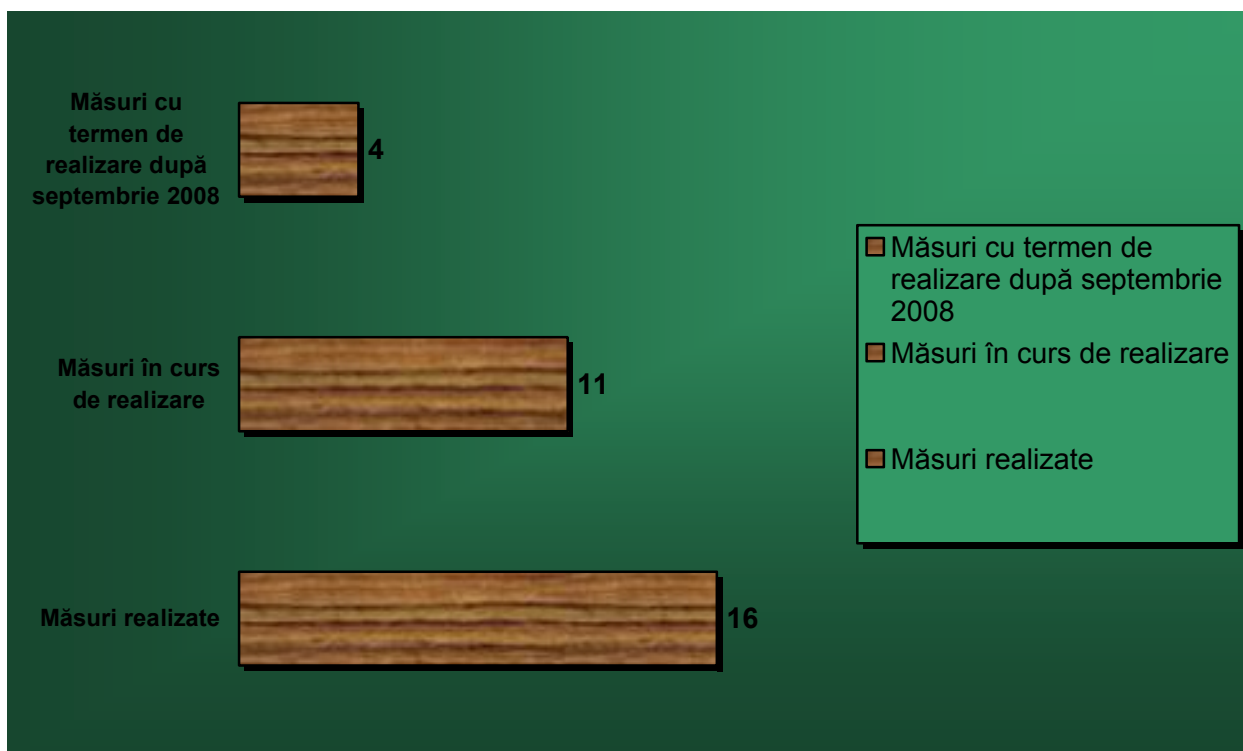 Măsuri cu
termen de
realizare după
septembrie 2008
4
Măsuri în curs
de realizare
11
Măsuri realizate
16
Măsuri cu termen de
realizare după septembrie
2008
Măsuri în curs de realizare
Măsuri realizate